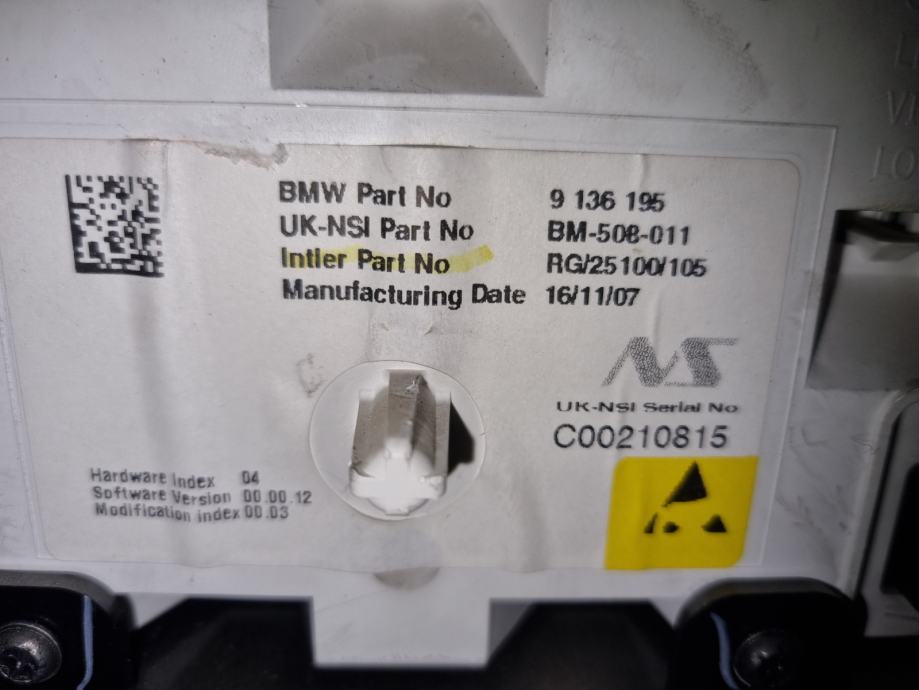 BMW Part No 9 136 195
UK-NSI Part No BM-508-011
Intier Part No RG/25100/105
Manufacturing Date 16/11/07
NS
UK-NSI Serial No
C00210815
Hardware Index 04
Software Version 00.00.12
Modification index 00.03